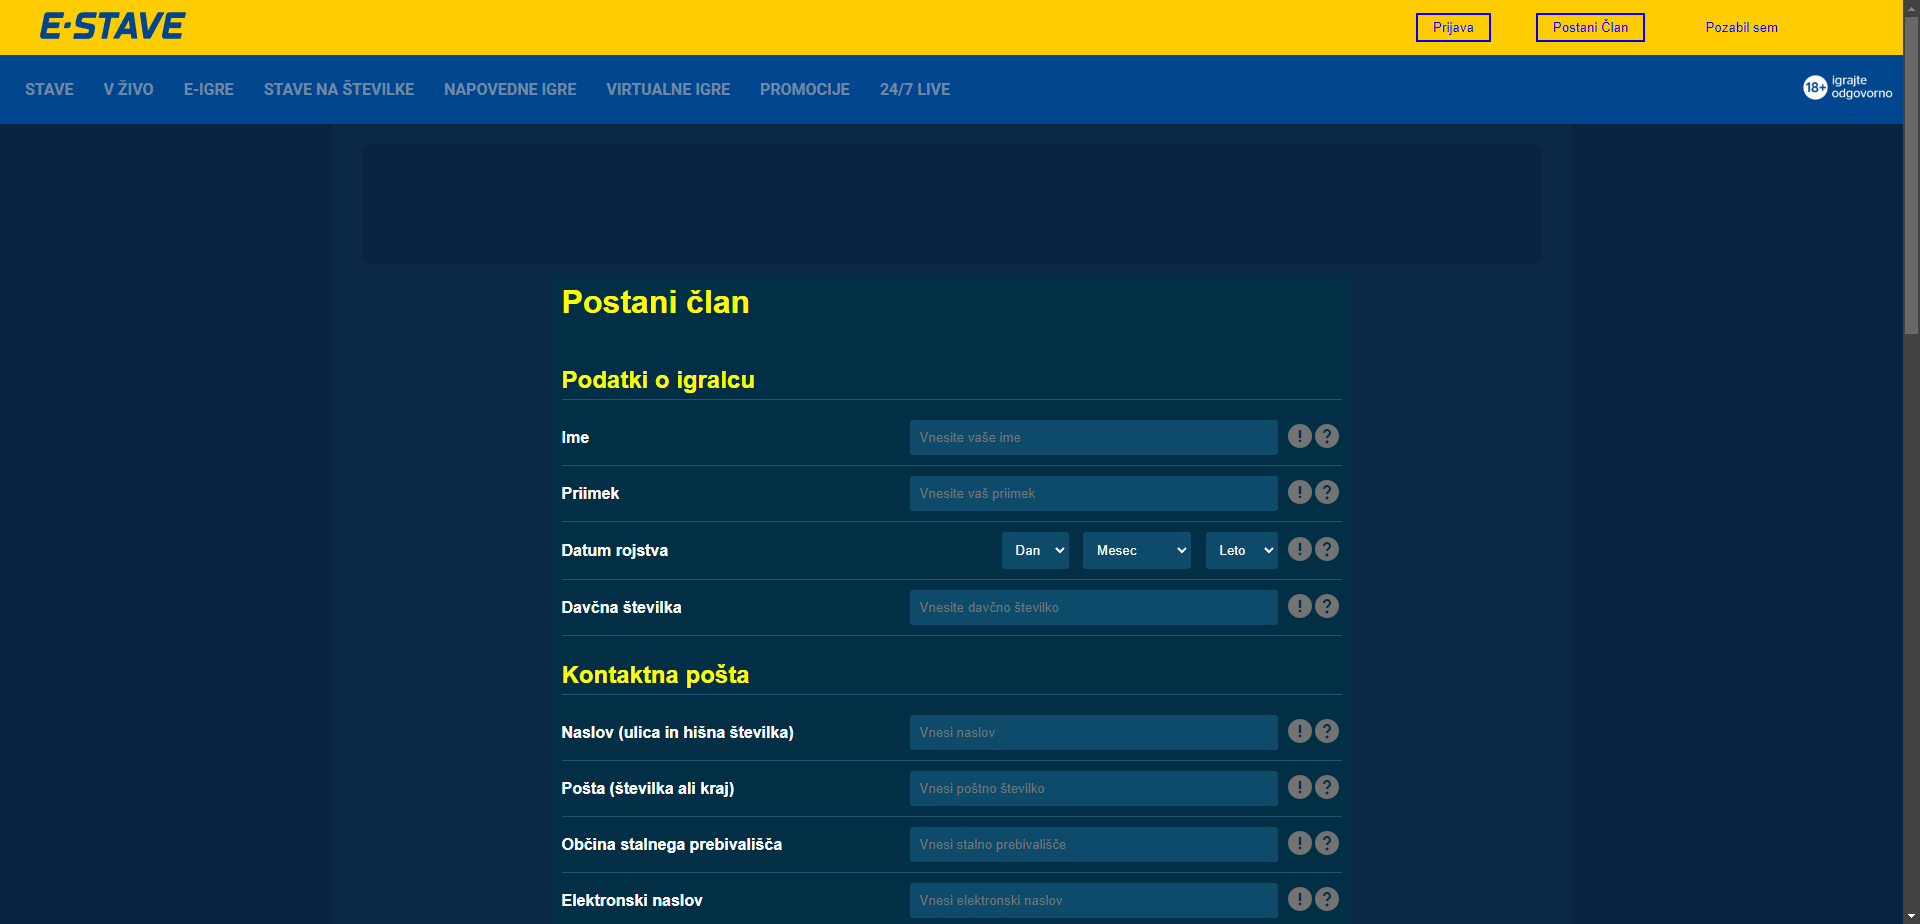 E-STAVE
Prijava
Postani Član
Pozabil sem
STAVE
V ŽIVO
E-IGRE
STAVE NA ŠTEVILKE
NAPOVEDNE IGRE
VIRTUALNE IGRE
PROMOCIJE
24/7 LIVE
18+ igrajte
odgovorno
Postani član
Podatki o igralcu
Ime
Vnesite vaše ime
! ?
Priimek
Vnesite vaš priimek
! ?
Datum rojstva
Dan
Mesec
Leto
! ?
Davčna številka
Vnesite davčno številko
! ?
Kontaktna pošta
Naslov (ulica in hišna številka)
Vnesi naslov
! ?
Pošta (številka ali kraj)
Vnesi poštno številko
! ?
Občina stalnega prebivališča
Vnesi stalno prebivališče
! ?
Elektronski naslov
Vnesi elektronski naslov
! ?